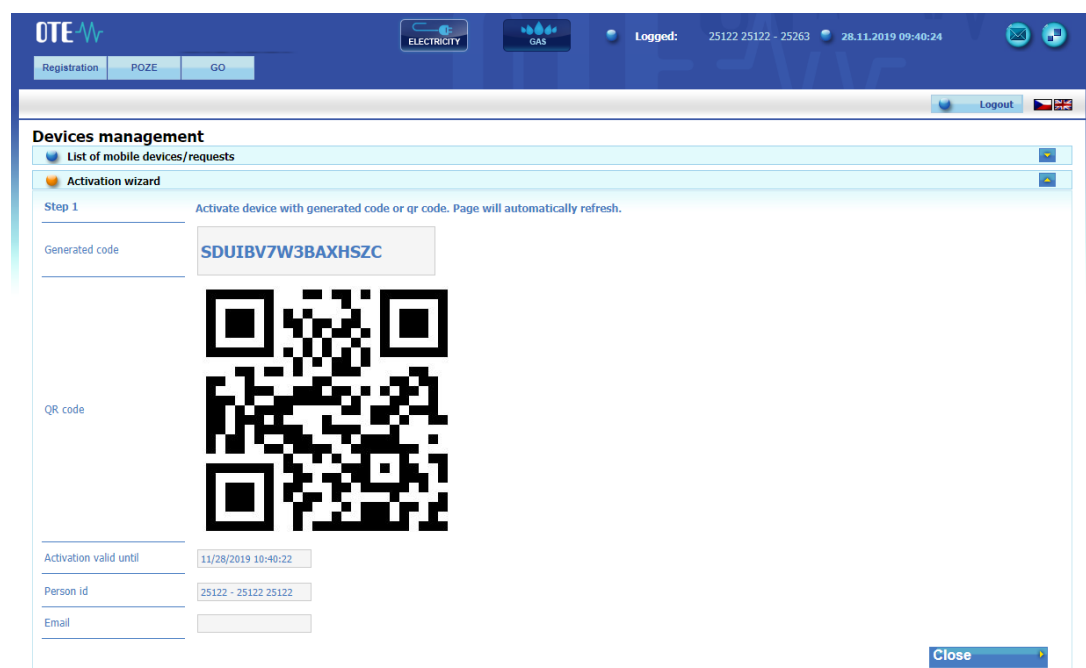 OTE
ELECTRICITY
GAS
Logged: 25122 25122 - 25263 28.11.2019 09:40:24
Registration POZE GO
Logout
Devices management
List of mobile devices/requests
Activation wizard
Step 1 Activate device with generated code or qr code. Page will automatically refresh.
Generated code SDUIBV7W3BAXHSZC
QR code
Activation valid until 11/28/2019 10:40:22
Person id 25122 - 25122 25122
Email
Close